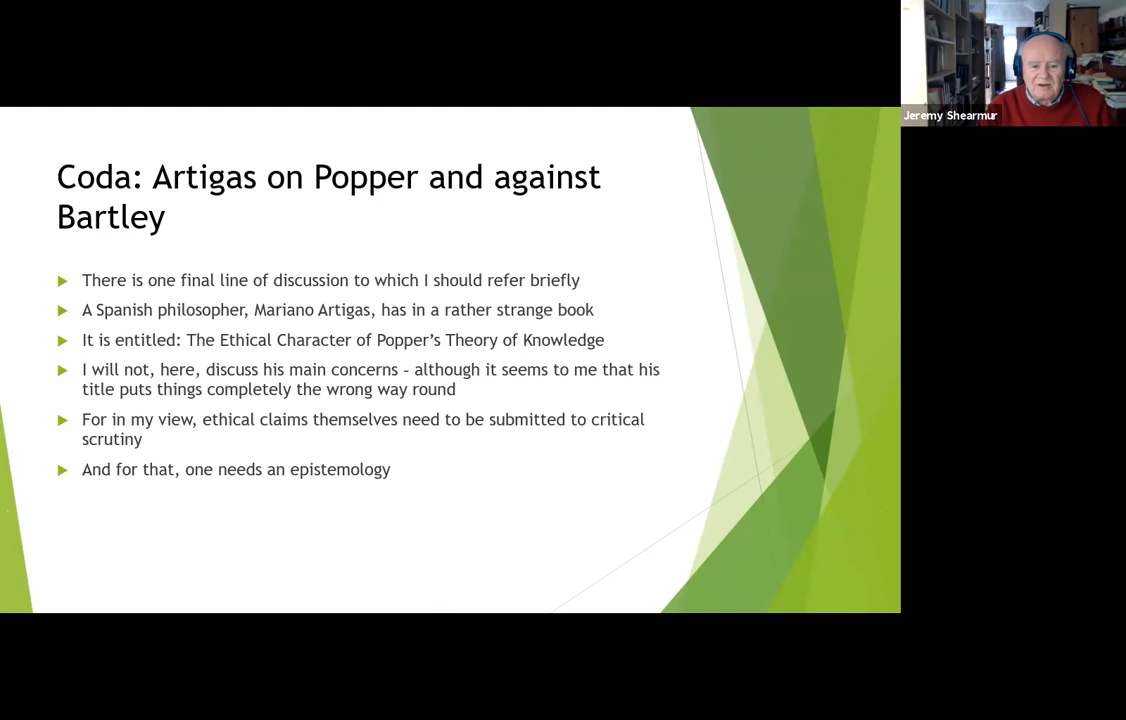 Jeremy Shearmur
Coda: Artigas on Popper and against
Bartley
There is one final line of discussion to which I should refer briefly
A Spanish philosopher, Mariano Artigas, has in a rather strange book
It is entitled: The Ethical Character of Popper’s Theory of Knowledge
I will not, here, discuss his main concerns – although it seems to me that his
title puts things completely the wrong way round
For in my view, ethical claims themselves need to be submitted to critical
scrutiny
And for that, one needs an epistemology